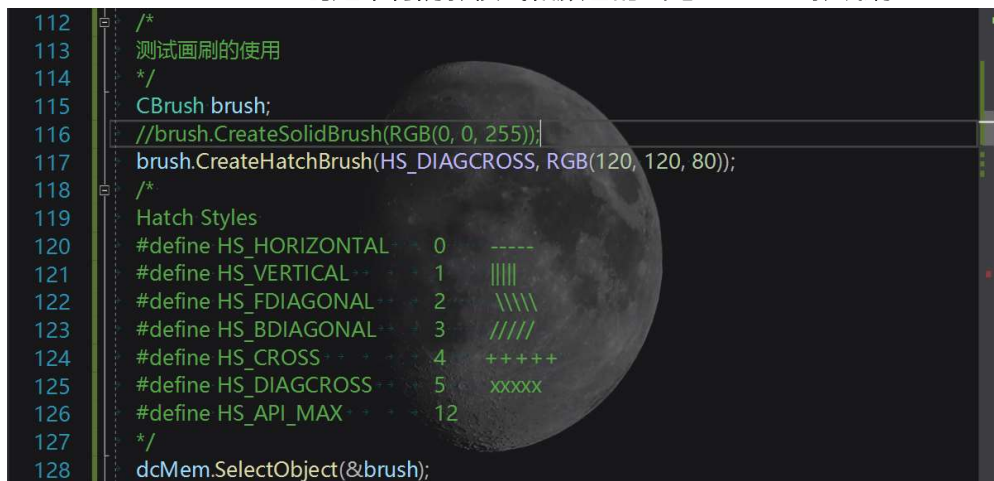 112 /*
113 测试画刷的使用
114 */
115 CBrush brush;
116 //brush.CreateSolidBrush(RGB(0, 0, 255));
117 brush.CreateHatchBrush(HS_DIAGCROSS, RGB(120, 120, 80));
118 /*
119 Hatch Styles
120 #define HS_HORIZONTAL 0 -----
121 #define HS_VERTICAL 1 |||||
122 #define HS_FDIAGONAL 2 \\\\\
123 #define HS_BDIAGONAL 3 /////
124 #define HS_CROSS 4 +++++
125 #define HS_DIAGCROSS 5 xxxxx
126 #define HS_API_MAX 12
127 */
128 dcMem.SelectObject(&brush);